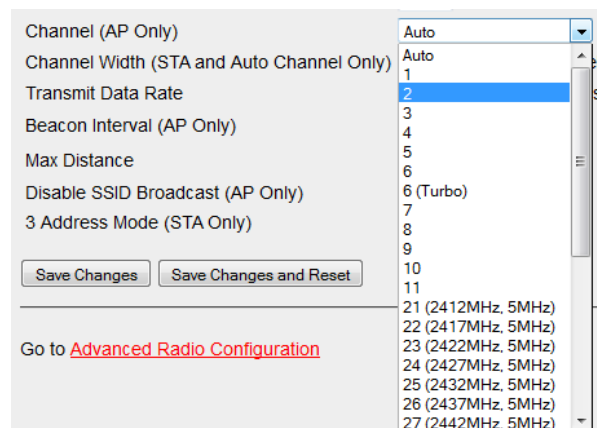 Channel (AP Only)
Auto
Channel Width (STA and Auto Channel Only)
Transmit Data Rate
Beacon Interval (AP Only)
Max Distance
Disable SSID Broadcast (AP Only)
3 Address Mode (STA Only)
Auto
1
2
3
4
5
6
6 (Turbo)
7
8
9
10
11
21 (2412MHz, 5MHz)
22 (2417MHz, 5MHz)
23 (2422MHz, 5MHz)
24 (2427MHz, 5MHz)
25 (2432MHz, 5MHz)
26 (2437MHz, 5MHz)
27 (2442MHz, 5MHz)
Save Changes Save Changes and Reset
Go to Advanced Radio Configuration